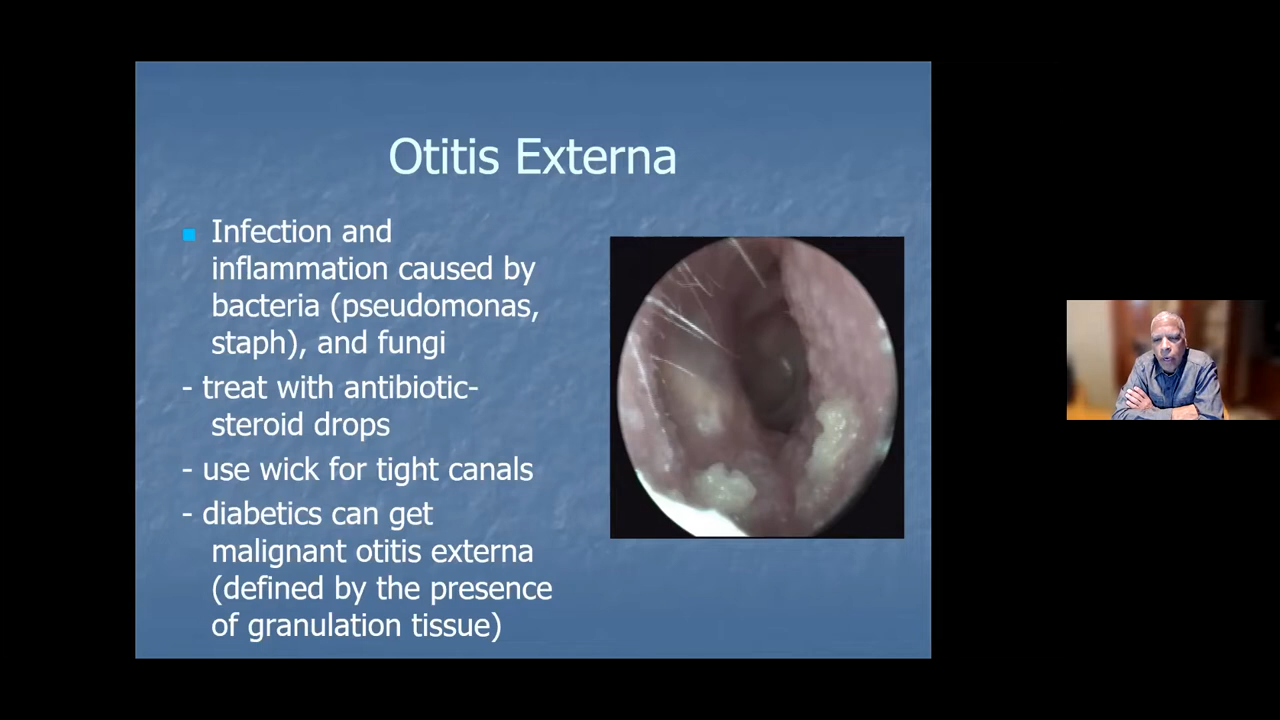 Otitis Externa
Infection and
inflammation caused by
bacteria (pseudomonas,
staph), and fungi
- treat with antibiotic-
steroid drops
- use wick for tight canals
- diabetics can get
malignant otitis externa
(defined by the presence
of granulation tissue)